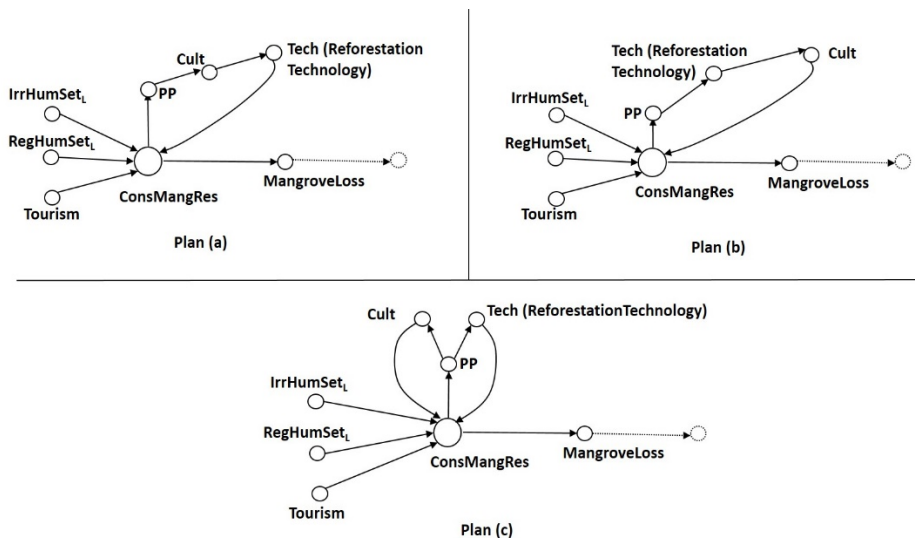 Tech (Reforestation
Technology)
Cult
PP
IrrHumSetL
RegHumSetL
Tourism
ConsMangRes
MangroveLoss
Plan (a)
Tech (Reforestation
Technology)
Cult
PP
IrrHumSetL
RegHumSetL
Tourism
ConsMangRes
MangroveLoss
Plan (b)
Cult
Tech (ReforestationTechnology)
PP
IrrHumSetL
RegHumSetL
Tourism
ConsMangRes
MangroveLoss
Plan (c)